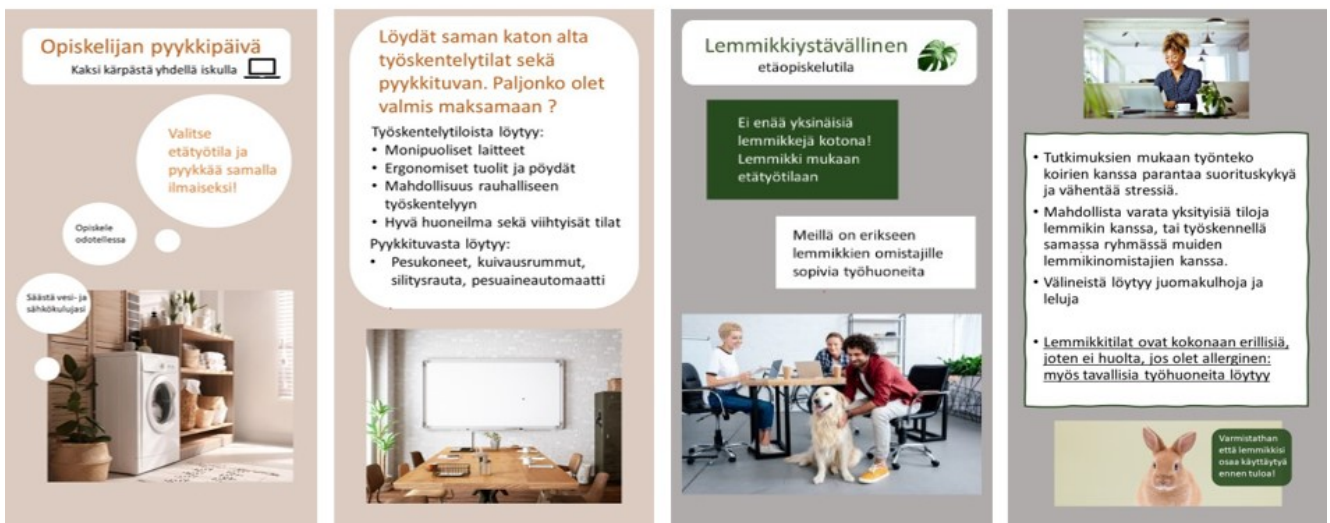 Opiskelijan pyykkipäivä
Kaksi kärpästä yhdellä iskulla
Valitse
etätyötila ja
pyykkää samalla
ilmaiseksi!
Opiskele
odotellessa
Säästä vesi- ja
sähkökulujasi
Löydät saman katon alta
työskentelytilat sekä
pyykkituvan. Paljonko olet
valmis maksamaan ?
Työskentelytiloista löytyy:
• Monipuoliset laitteet
• Ergonomiset tuolit ja pöydät
• Mahdollisuus rauhalliseen
työskentelyyn
• Hyvä huoneilma sekä viihtyisät tilat
Pyykkituvasta löytyy:
• Pesukoneet, kuivausrummut,
silitysrauta, pesuaineautomaatti
Lemmikkiystävällinen
etäopiskelutila
Ei enää yksinäisiä
lemmikkejä kotona!
Lemmikki mukaan
etätyötilaan
Meillä on erikseen
lemmikkien omistajille
sopivia työhuoneita
• Tutkimuksien mukaan työnteko
koirien kanssa parantaa suorituskykyä
ja vähentää stressiä.
• Mahdollista varata yksityisiä tiloja
lemmikin kanssa, tai työskennellä
samassa ryhmässä muiden
lemmikinomistajien kanssa.
• Välineistä löytyy juomakulhoja ja
leluja
• Lemmikkitilat ovat kokonaan erillisiä,
joten ei huolta, jos olet allerginen:
myös tavallisia työhuoneita löytyy
Varmistathan
että lemmikkisi
osaa käyttäytyä
ennen tuloa!